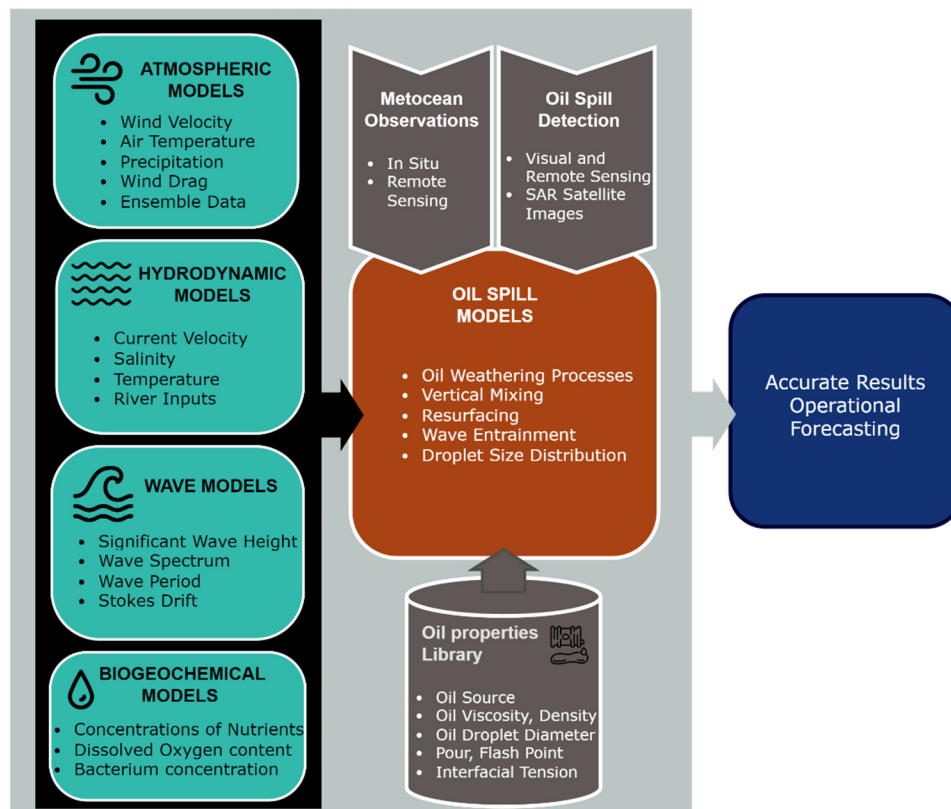 ATMOSPHERIC
MODELS
• Wind Velocity
• Air Temperature
• Precipitation
• Wind Drag
• Ensemble Data
HYDRODYNAMIC
MODELS
• Current Velocity
• Salinity
• Temperature
• River Inputs
WAVE MODELS
• Significant Wave Height
• Wave Spectrum
• Wave Period
• Stokes Drift
BIOGEOCHEMICAL
MODELS
• Concentrations of Nutrients
• Dissolved Oxygen content
• Bacterium concentration
Metocean
Observations
• In Situ
• Remote
Sensing
Oil Spill
Detection
• Visual and
Remote Sensing
• SAR Satellite
Images
OIL SPILL
MODELS
• Oil Weathering Processes
• Vertical Mixing
• Resurfacing
• Wave Entrainment
• Droplet Size Distribution
Oil properties
Library
• Oil Source
• Oil Viscosity, Density
• Oil Droplet Diameter
• Pour, Flash Point
• Interfacial Tension
Accurate Results
Operational
Forecasting